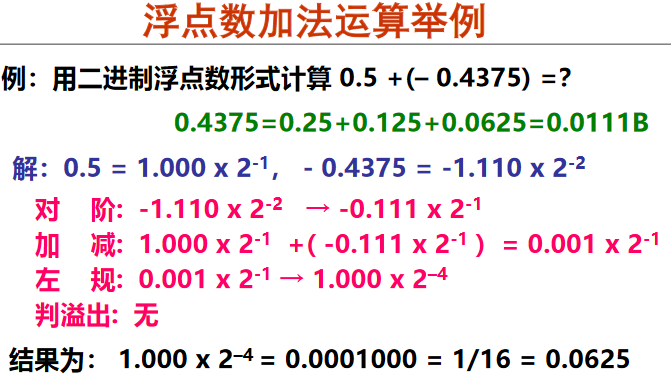 浮点数加法运算举例
例：用二进制浮点数形式计算 0.5 +(– 0.4375) =?
0.4375=0.25+0.125+0.0625=0.0111B
解：0.5 = 1.000 x 2⁻¹， - 0.4375 = -1.110 x 2⁻²
对 阶: -1.110 x 2⁻² → -0.111 x 2⁻¹
加 减: 1.000 x 2⁻¹ +( -0.111 x 2⁻¹ ) = 0.001 x 2⁻¹
左 规: 0.001 x 2⁻¹ → 1.000 x 2⁻⁴
判溢出: 无
结果为： 1.000 x 2⁻⁴ = 0.0001000 = 1/16 = 0.0625